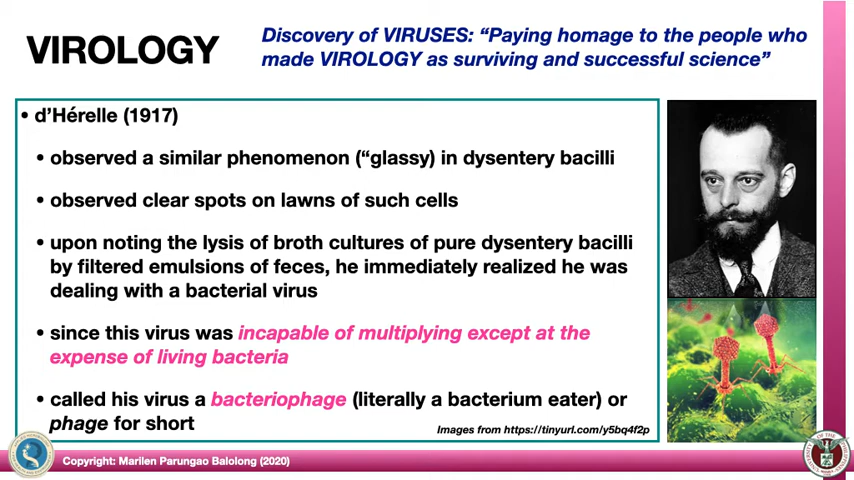 VIROLOGY
Discovery of VIRUSES: “Paying homage to the people who
made VIROLOGY as surviving and successful science”
• d’Hérelle (1917)
• observed a similar phenomenon (“glassy) in dysentery bacilli
• observed clear spots on lawns of such cells
• upon noting the lysis of broth cultures of pure dysentery bacilli
by filtered emulsions of feces, he immediately realized he was
dealing with a bacterial virus
• since this virus was incapable of multiplying except at the
expense of living bacteria
• called his virus a bacteriophage (literally a bacterium eater) or
phage for short
Images from https://tinyurl.com/y5bq4f2p
Copyright: Marilen Parungao Balolong (2020)